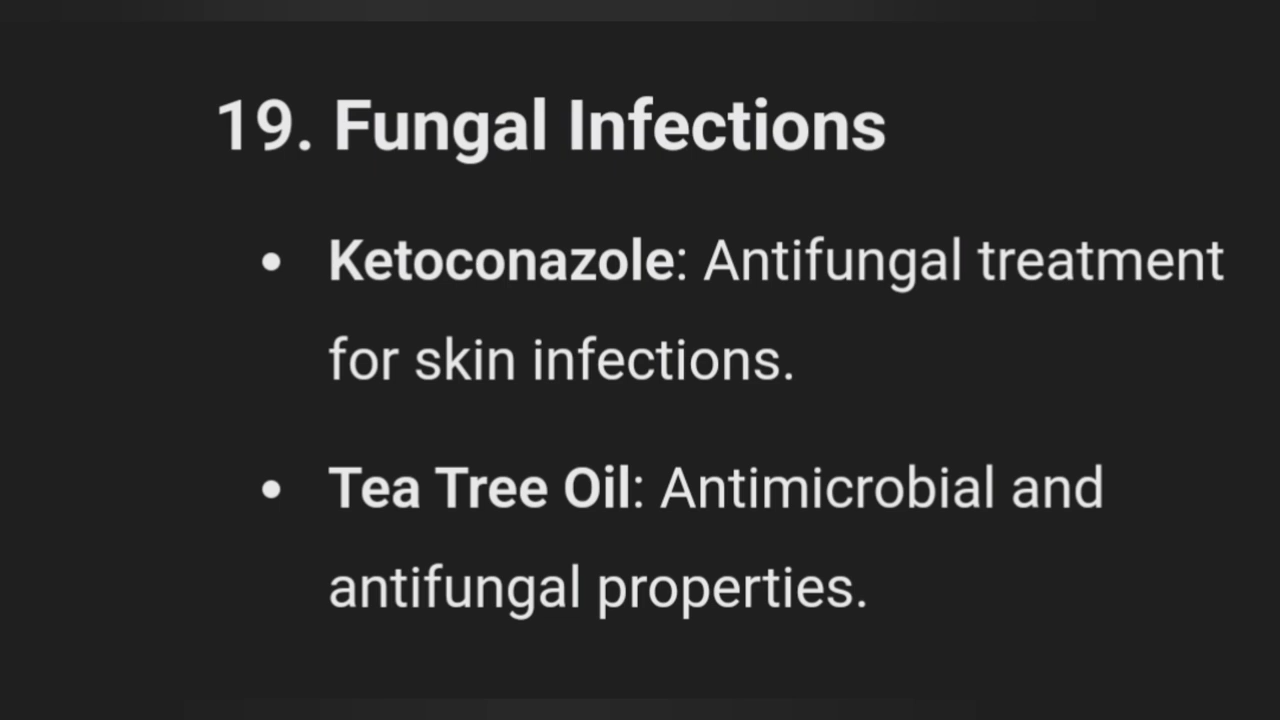 19. Fungal Infections
• Ketoconazole: Antifungal treatment
for skin infections.
• Tea Tree Oil: Antimicrobial and
antifungal properties.